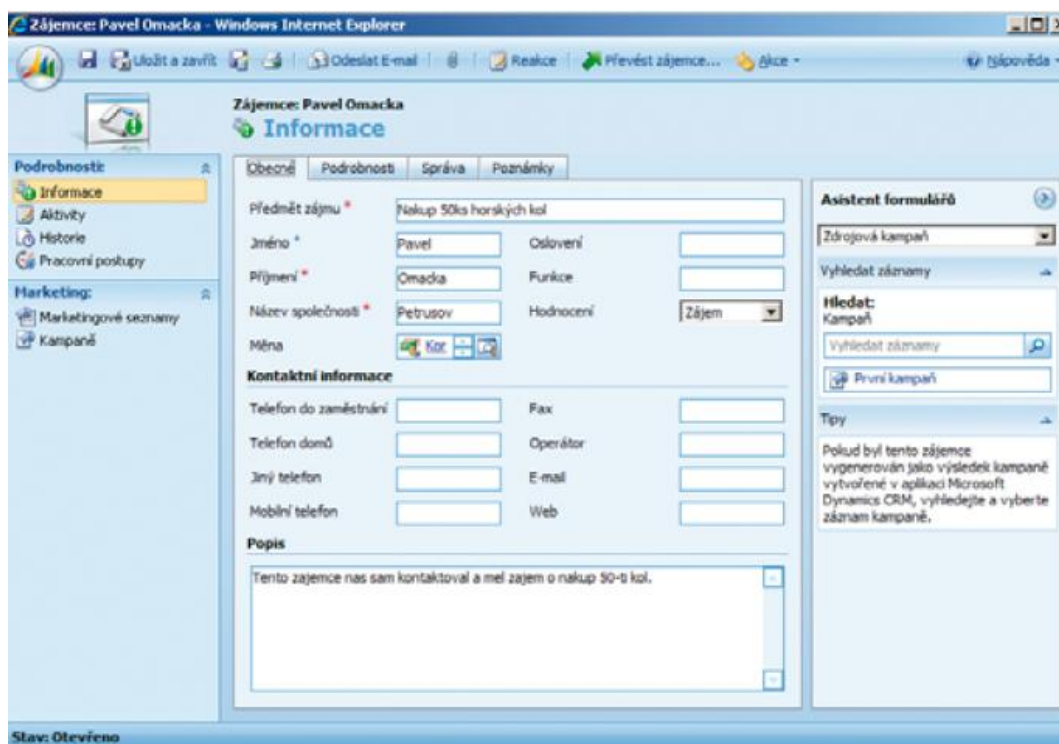 Zájemce: Pavel Omacka - Windows Internet Explorer
Uložit a zavřít Odeslat E-mail Reakce Převést zájemce... Akce Nápověda
Zájemce: Pavel Omacka
Informace
Podrobnosti:
Informace
Aktivity
Historie
Pracovní postupy
Marketing:
Marketingové seznamy
Kampaně
Obecné Podrobnosti Správa Poznámky
Předmět zájmu * Nakup 50ks horských kol
Jméno * Pavel Oslovení
Příjmení * Omacka Funkce
Název společnosti * Petrusov Hodnocení Zájem
Měna Kor
Kontaktní informace
Telefon do zaměstnání Fax
Telefon domů Operátor
Jiný telefon E-mail
Mobilní telefon Web
Popis
Tento zajemce nas sam kontaktoval a mel zajem o nakup 50-ti kol.
Asistent formulářů
Zdrojová kampaň
Vyhledat záznamy
Hledat:
Kampaň
Vyhledat záznamy
První kampaň
Tipy
Pokud byl tento zájemce
vygenerován jako výsledek kampaně
vytvořené v aplikaci Microsoft
Dynamics CRM, vyhledejte a vyberte
záznam kampaně.
Stav: Otevřeno